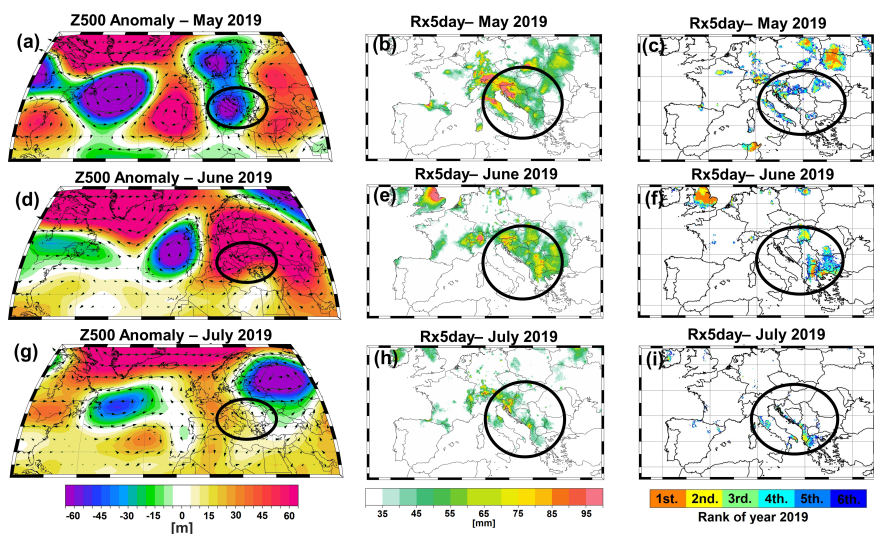 Z500 Anomaly – May 2019
Rx5day– May 2019
Rx5day– May 2019
(a)
(b)
(c)
Z500 Anomaly – June 2019
Rx5day– June 2019
Rx5day– June 2019
(d)
(e)
(f)
Z500 Anomaly – July 2019
Rx5day– July 2019
Rx5day– July 2019
(g)
(h)
(i)
-60 -45 -30 -15 0 15 30 45 60
[m]
35 45 55 65 75 85 95
[mm]
1st. 2nd. 3rd. 4th. 5th. 6th.
Rank of year 2019